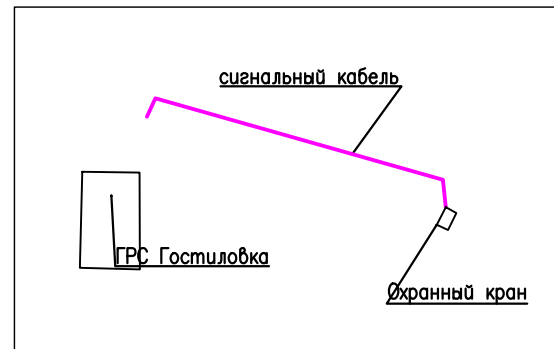 сигнальный кабель
ГРС Гостиловка
Охранный кран